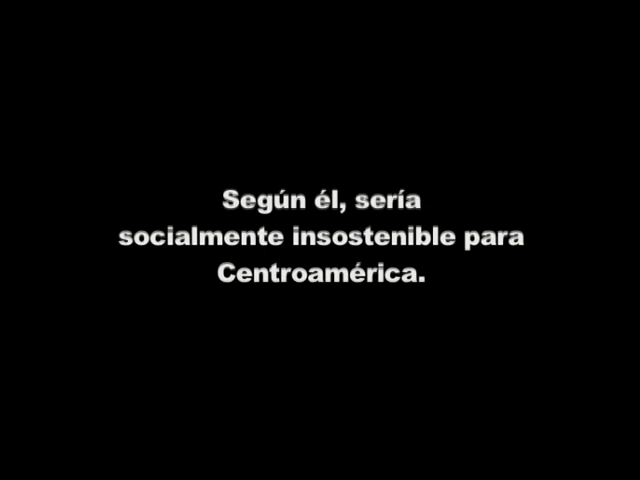 Según él, sería
socialmente insostenible para
Centroamérica.